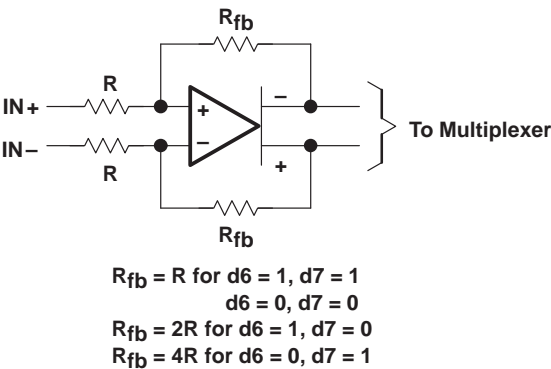 Rfb
R
IN+
+
–
To Multiplexer
IN–
–
+
R
Rfb
Rfb = R for d6 = 1, d7 = 1
d6 = 0, d7 = 0
Rfb = 2R for d6 = 1, d7 = 0
Rfb = 4R for d6 = 0, d7 = 1